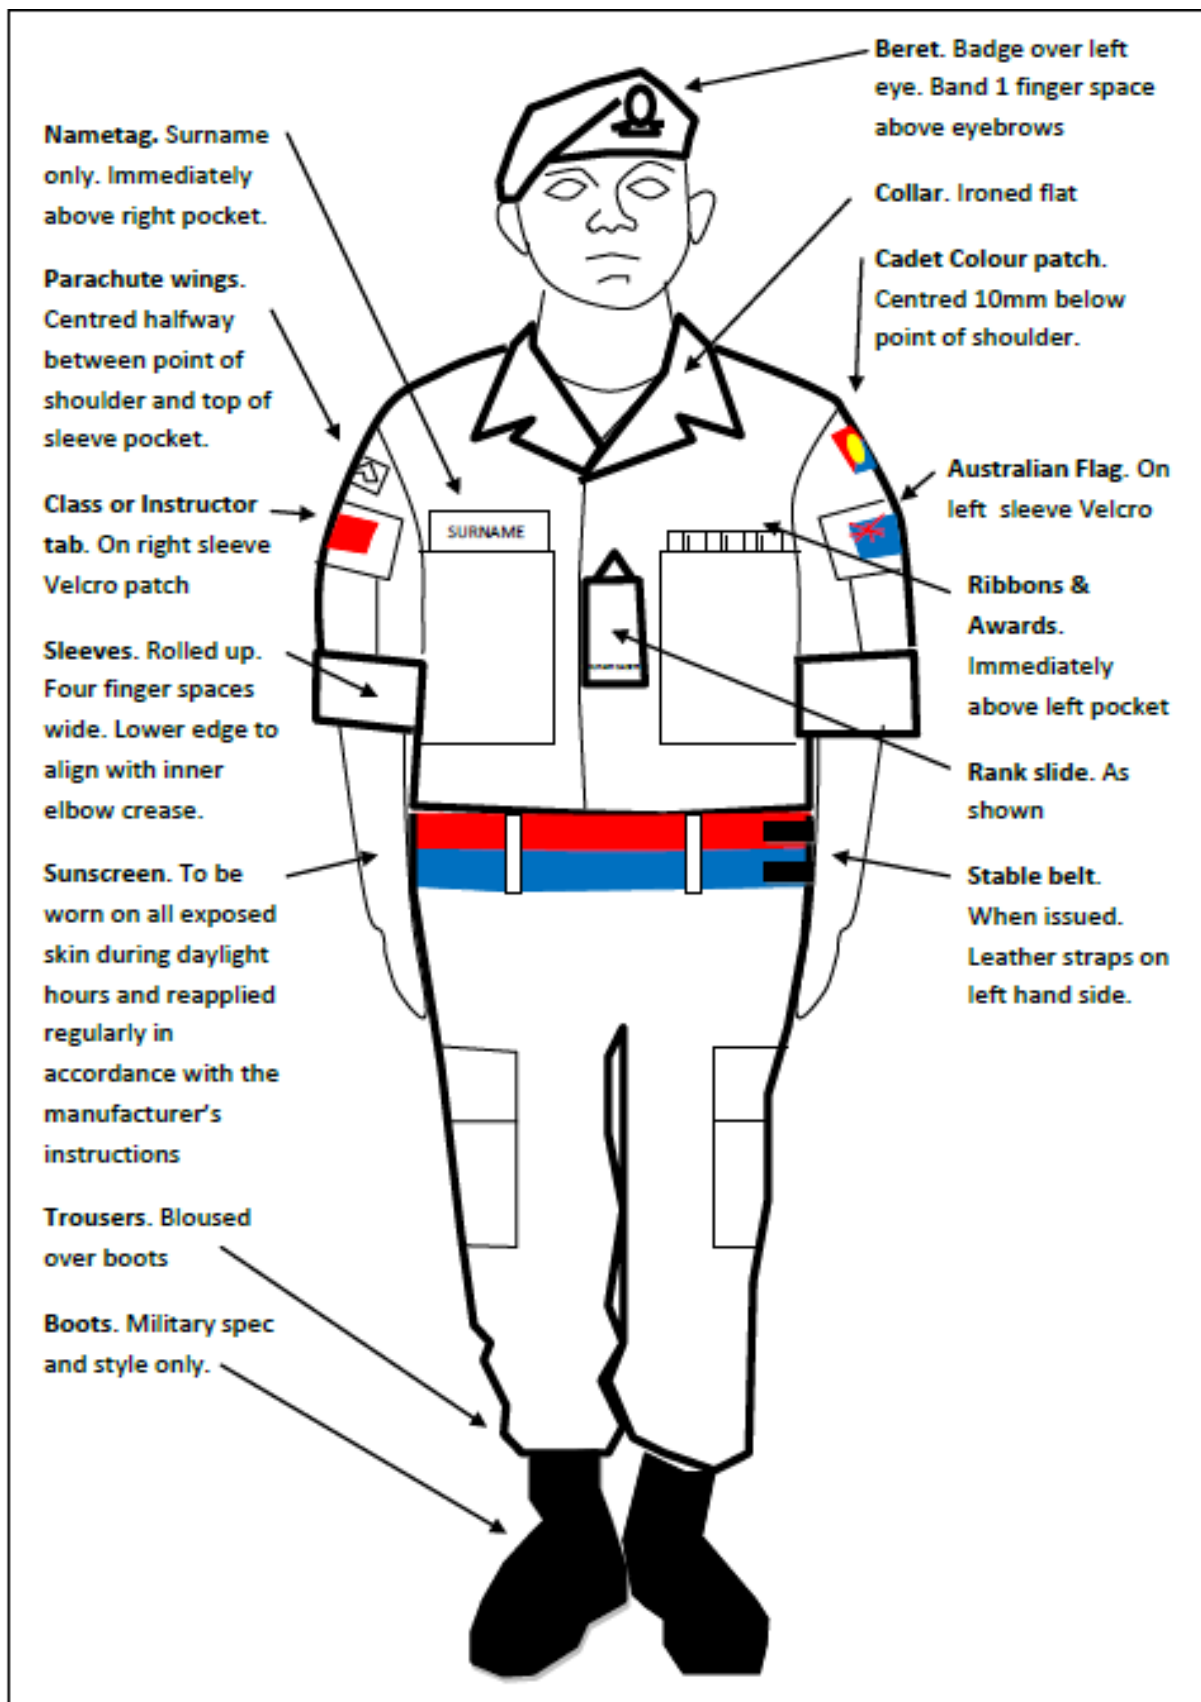 Nametag. Surname
only. Immediately
above right pocket.
Parachute wings.
Centred halfway
between point of
shoulder and top of
sleeve pocket.
Class or Instructor
tab. On right sleeve
Velcro patch
Sleeves. Rolled up.
Four finger spaces
wide. Lower edge to
align with inner
elbow crease.
Sunscreen. To be
worn on all exposed
skin during daylight
hours and reapplied
regularly in
accordance with the
manufacturer's
instructions
Trousers. Bloused
over boots
Boots. Military spec
and style only.
SURNAME
Beret. Badge over left
eye. Band 1 finger space
above eyebrows
Collar. Ironed flat
Cadet Colour patch.
Centred 10mm below
point of shoulder.
Australian Flag. On
left sleeve Velcro
Ribbons &
Awards.
Immediately
above left pocket
Rank slide. As
shown
Stable belt.
When issued.
Leather straps on
left hand side.